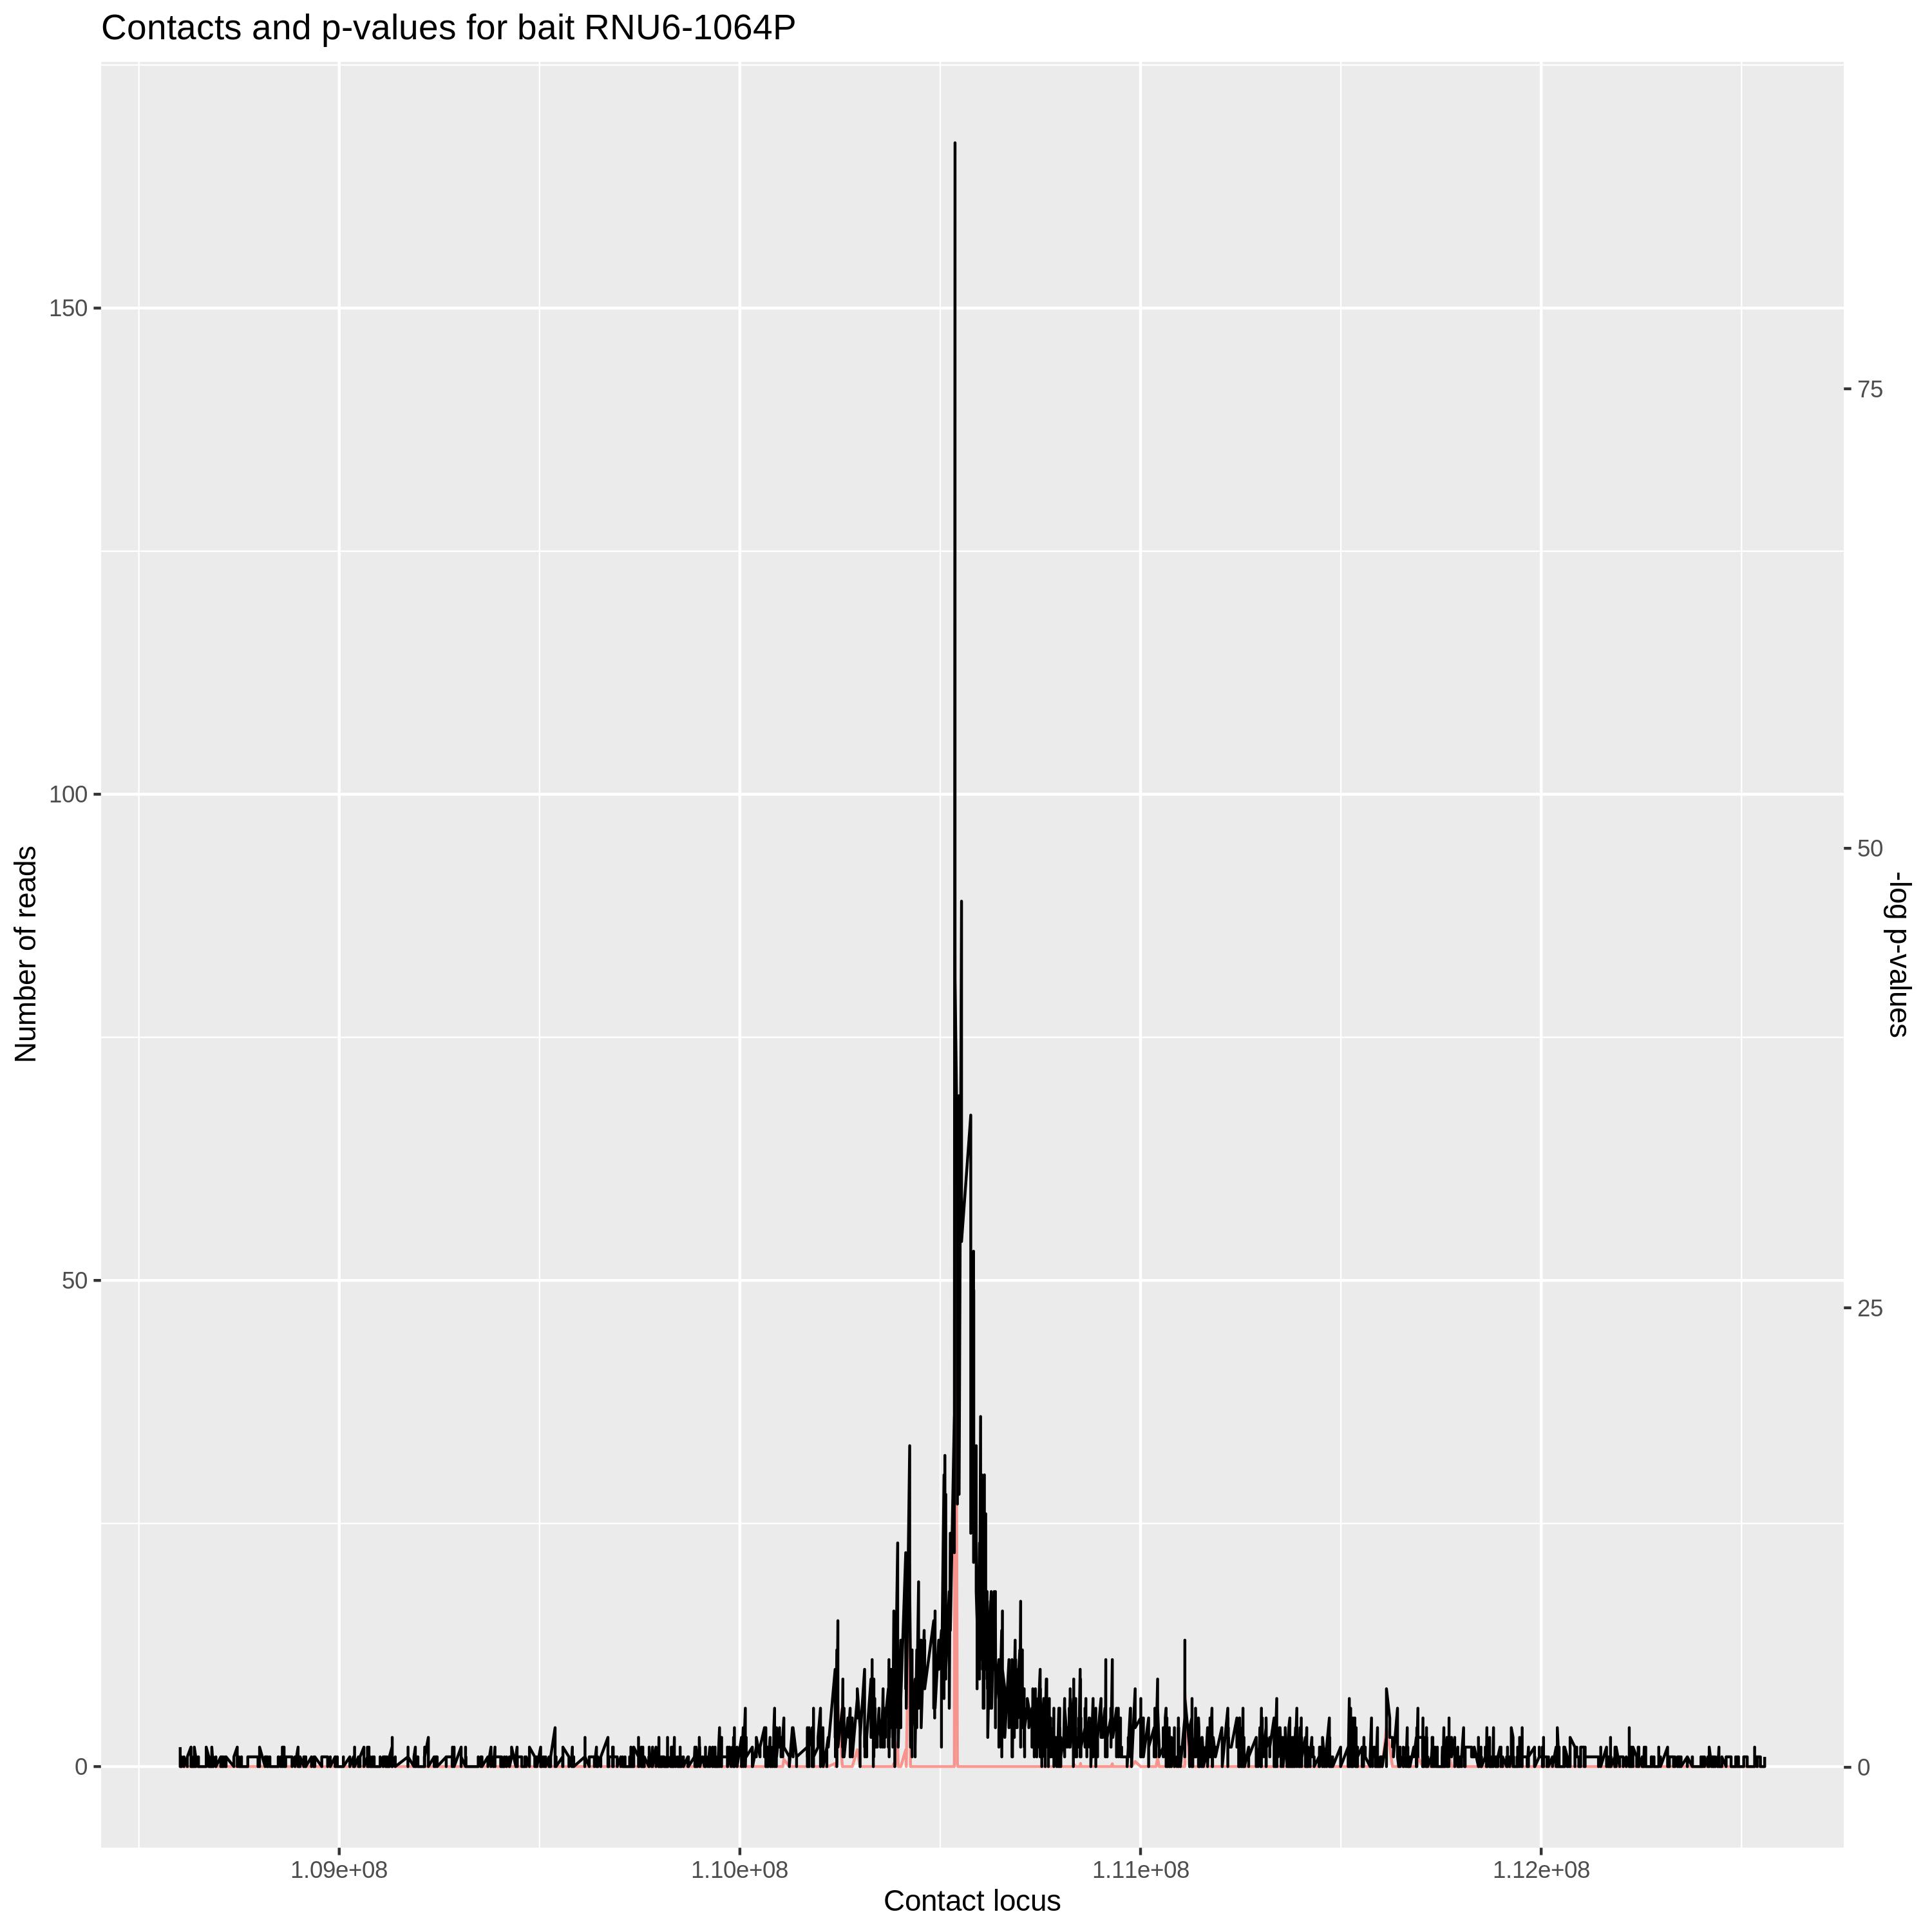 Contacts and p-values for bait RNU6-1064P
150
100
50
0
75
50
25
0
Number of reads
-log p-values
1.09e+08
1.10e+08
1.11e+08
1.12e+08
Contact locus